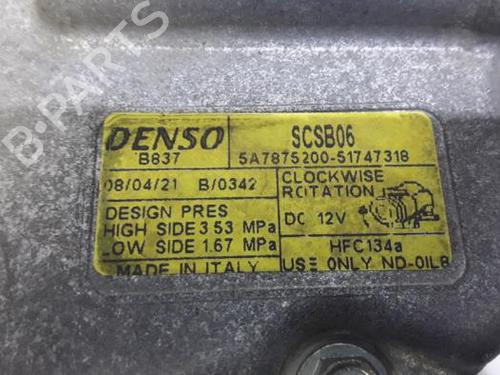 DENSO
B837
SCSB06
5A7875200-51747318
08/04/21 B/0342
CLOCKWISE
ROTATION
DESIGN PRES
HIGH SIDE 3.53 MPa
LOW SIDE 1.67 MPa
DC 12V
HFC134a
MADE IN ITALY
USE ONLY ND-OIL8
B-PARTS